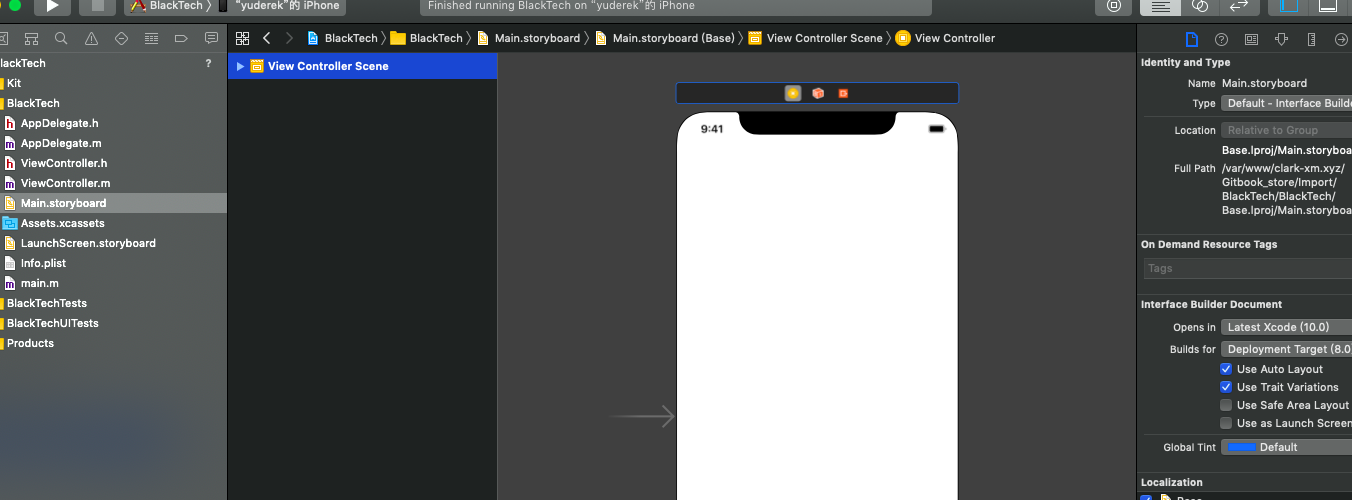 BlackTech
"yuderek"的 iPhone
Finished running BlackTech on "yuderek"的 iPhone
BlackTech
BlackTech
Main.storyboard
Main.storyboard (Base)
View Controller Scene
View Controller
lackTech
?
Kit
BlackTech
AppDelegate.h
AppDelegate.m
ViewController.h
ViewController.m
Main.storyboard
Assets.xcassets
LaunchScreen.storyboard
Info.plist
main.m
BlackTechTests
BlackTechUITests
Products
View Controller Scene
9:41
Identity and Type
Name Main.storyboard
Type Default - Interface Builde
Location Relative to Group
Base.lproj/Main.storyboa
Full Path /var/www/clark-xm.xyz/
Gitbook_store/Import/
BlackTech/BlackTech/
Base.lproj/Main.storyboa
On Demand Resource Tags
Tags
Interface Builder Document
Opens in Latest Xcode (10.0)
Builds for Deployment Target (8.0
Use Auto Layout
Use Trait Variations
Use Safe Area Layout
Use as Launch Screen
Global Tint Default
Localization